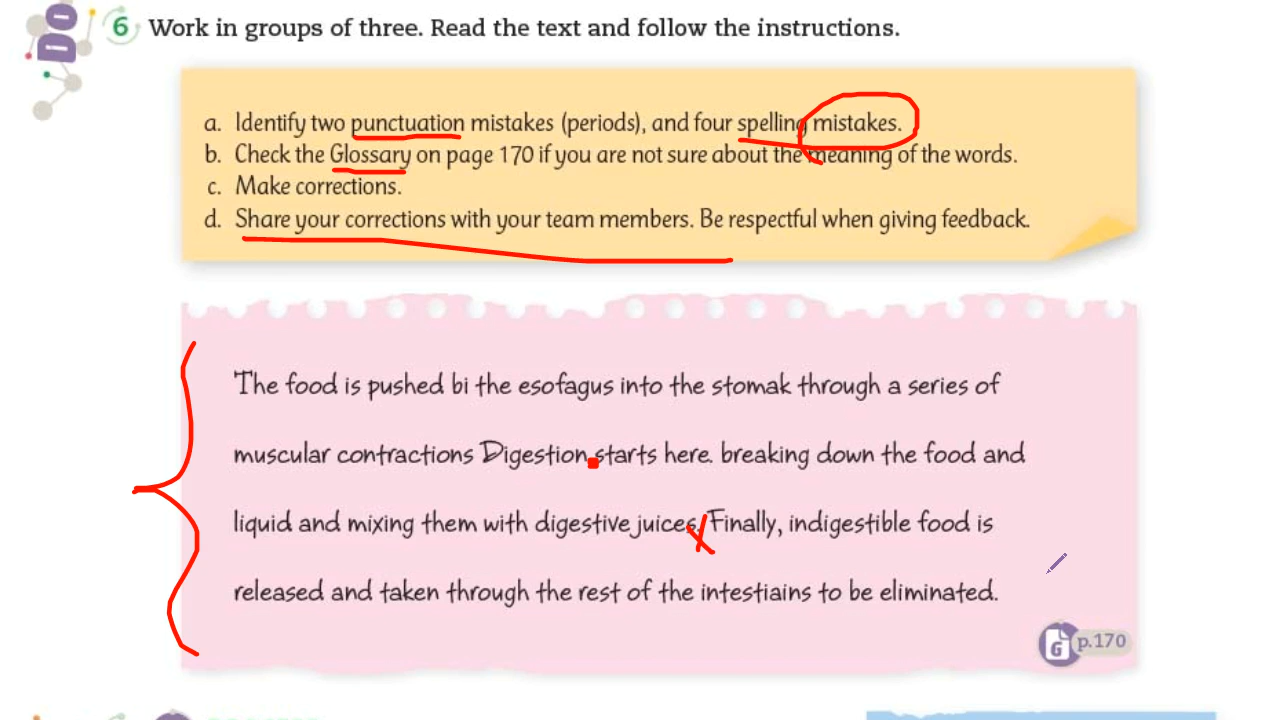 DO
6 Work in groups of three. Read the text and follow the instructions.
a. Identify two punctuation mistakes (periods), and four spelling mistakes.
b. Check the Glossary on page 170 if you are not sure about the meaning of the words.
c. Make corrections.
d. Share your corrections with your team members. Be respectful when giving feedback.
The food is pushed bi the esofagus into the stomak through a series of
muscular contractions Digestion.starts here. breaking down the food and
liquid and mixing them with digestive juices. Finally, indigestible food is
released and taken through the rest of the intestiains to be eliminated.
G p.170